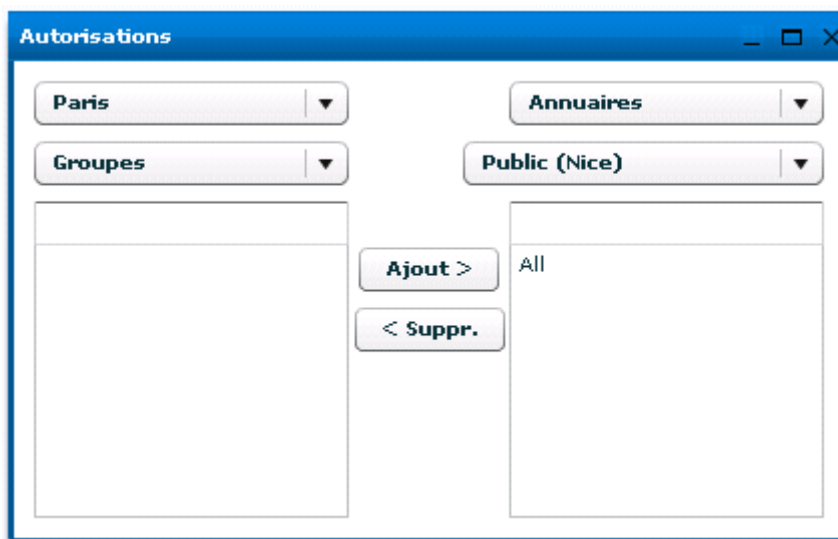 Autorisations
Paris
Annuaires
Groupes
Public (Nice)
Ajout >
All
< Suppr.